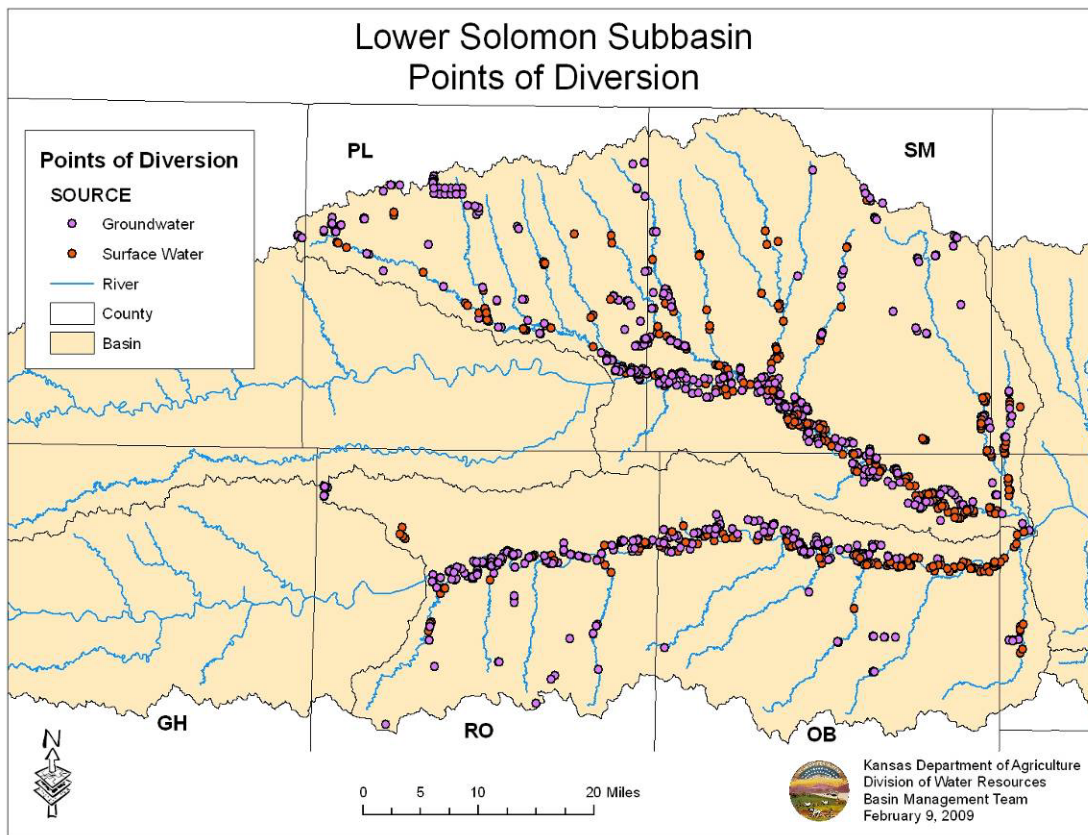 Lower Solomon Subbasin
Points of Diversion
PL
SM
Points of Diversion
SOURCE
Groundwater
Surface Water
River
County
Basin
GH
RO
OB
N
0 5 10 20 Miles
Kansas Department of Agriculture
Division of Water Resources
Basin Management Team
February 9, 2009